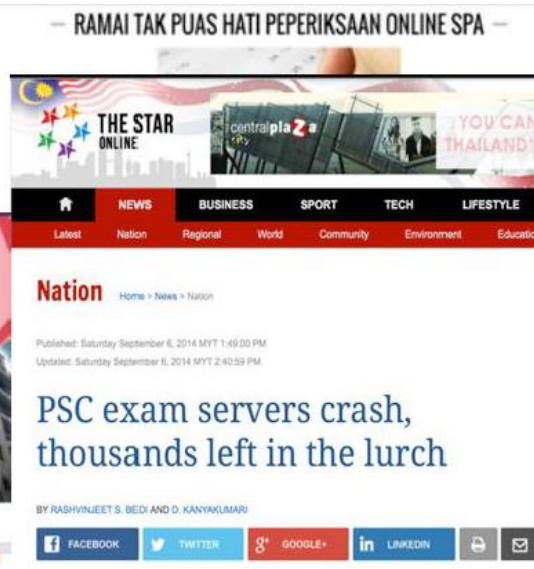 — RAMAI TAK PUAS HATI PEPERIKSAAN ONLINE SPA —
THE STAR
ONLINE
centralplaza
city
YOU CAN
THAILAND
NEWS BUSINESS SPORT TECH LIFESTYLE
Latest Nation Regional World Community Environment Educatio
Nation Home > News > Nation
Published: Saturday September 6, 2014 MYT 1:49:00 PM
Updated: Saturday September 6, 2014 MYT 2:40:59 PM
PSC exam servers crash,
thousands left in the lurch
BY RASHVINJEET S. BEDI AND D. KANYAKUMARI
f FACEBOOK TWITTER g+ GOOGLE+ in LINKEDIN